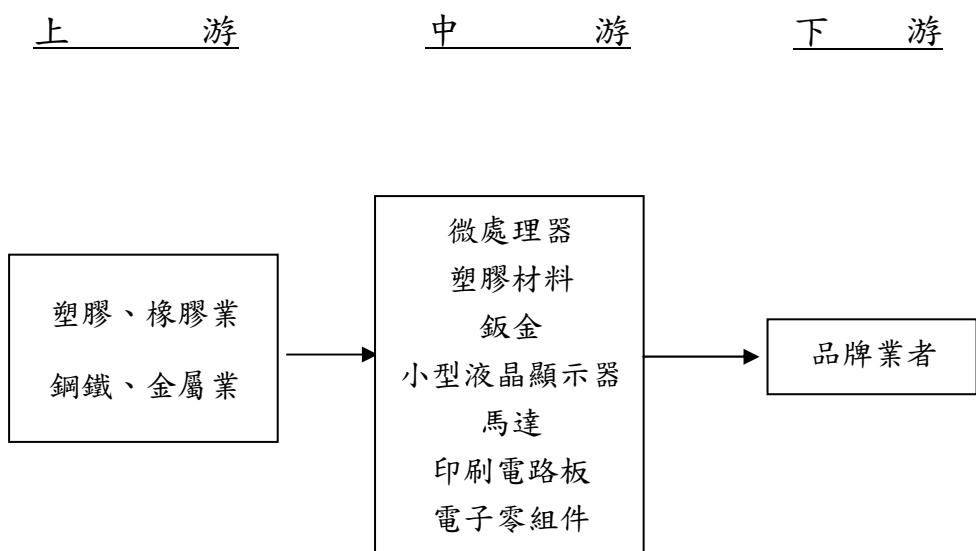 上游
中游
下游
微處理器
塑膠材料
鈑金
小型液晶顯示器
馬達
印刷電路板
電子零組件
塑膠、橡膠業
鋼鐵、金屬業
品牌業者